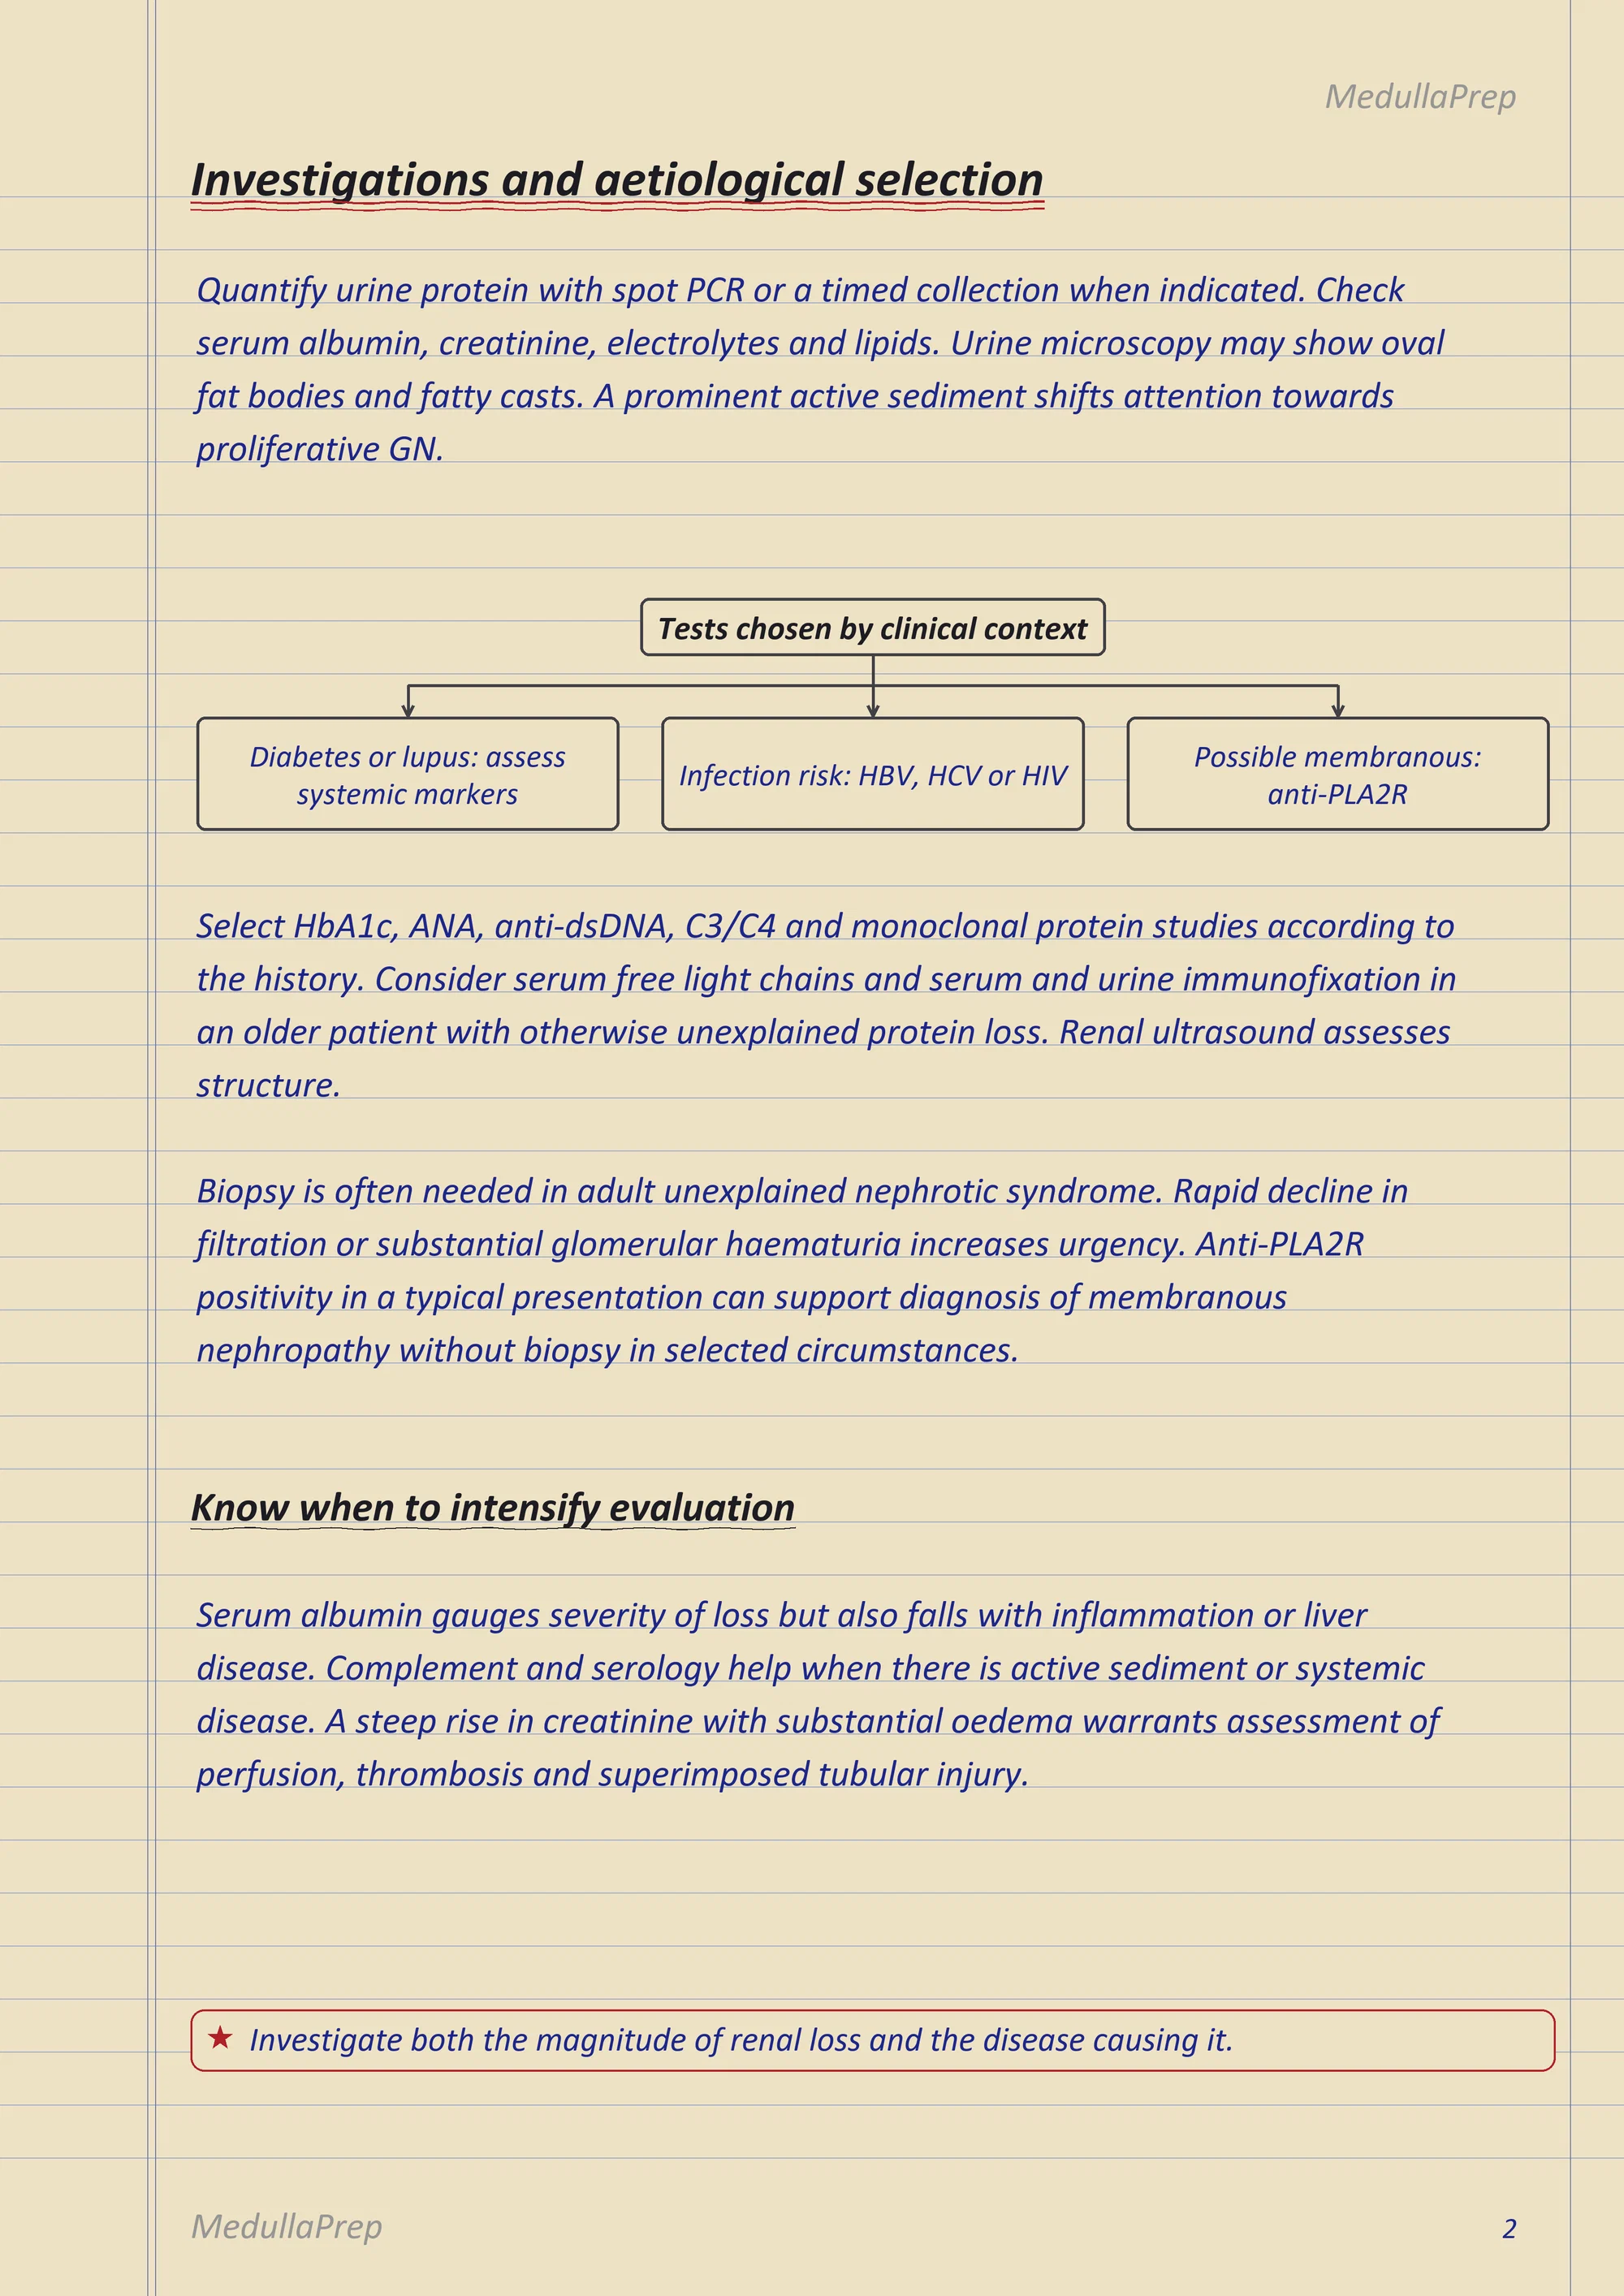 MedullaPrep
Investigations and aetiological selection
Quantify urine protein with spot PCR or a timed collection when indicated. Check
serum albumin, creatinine, electrolytes and lipids. Urine microscopy may show oval
fat bodies and fatty casts. A prominent active sediment shifts attention towards
proliferative GN.
Tests chosen by clinical context
Diabetes or lupus: assess
systemic markers
Infection risk: HBV, HCV or HIV
Possible membranous:
anti-PLA2R
Select HbA1c, ANA, anti-dsDNA, C3/C4 and monoclonal protein studies according to
the history. Consider serum free light chains and serum and urine immunofixation in
an older patient with otherwise unexplained protein loss. Renal ultrasound assesses
structure.
Biopsy is often needed in adult unexplained nephrotic syndrome. Rapid decline in
filtration or substantial glomerular haematuria increases urgency. Anti-PLA2R
positivity in a typical presentation can support diagnosis of membranous
nephropathy without biopsy in selected circumstances.
Know when to intensify evaluation
Serum albumin gauges severity of loss but also falls with inflammation or liver
disease. Complement and serology help when there is active sediment or systemic
disease. A steep rise in creatinine with substantial oedema warrants assessment of
perfusion, thrombosis and superimposed tubular injury.
★ Investigate both the magnitude of renal loss and the disease causing it.
MedullaPrep
2